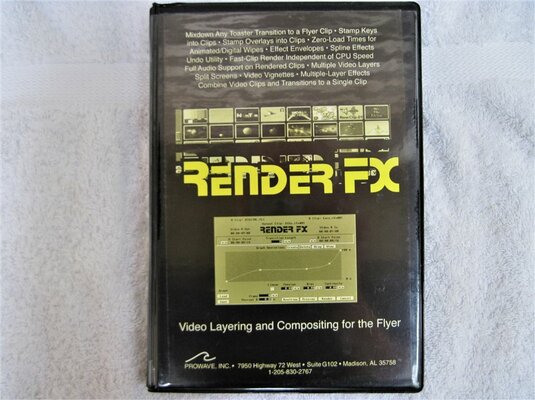 Mixdown Any Toaster Transition to a Flyer Clip • Stamp Keys
into Clips • Stamp Overlays into Clips • Zero-Load Times for
Animated/Digital Wipes • Effect Envelopes • Spline Effects
Undo Utility • Fast-Clip Render Independent of CPU Speed
Full Audio Support on Rendered Clips • Multiple Video Layers
Split Screens • Video Vignettes • Multiple-Layer Effects
Combine Video Clips and Transitions to a Single Clip
RENDER FX
RENDER FX
Video Layering and Compositing for the Flyer
PROWAVE, INC. • 7950 Highway 72 West • Suite G102 • Madison, AL 35758
1-205-830-2767